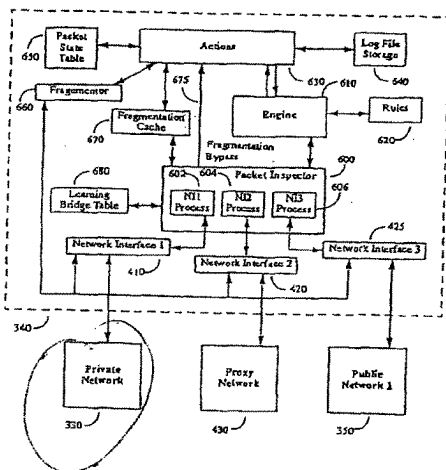 Packet
State
Table
650
Actions
Log File
Storage
640
675
630
610
660
Fragmentor
Fragmentation
Cache
670
Engine
Rules
620
Fragmentation
Bypass
600
602
604
Packet Inspector
606
680
Learning
Bridge Table
NI1
Process
NI2
Process
NI3
Process
425
Network Interface 1
Network Interface 3
410
Network Interface 2
420
340
Private
Network
330
Proxy
Network
430
Public
Network 1
350